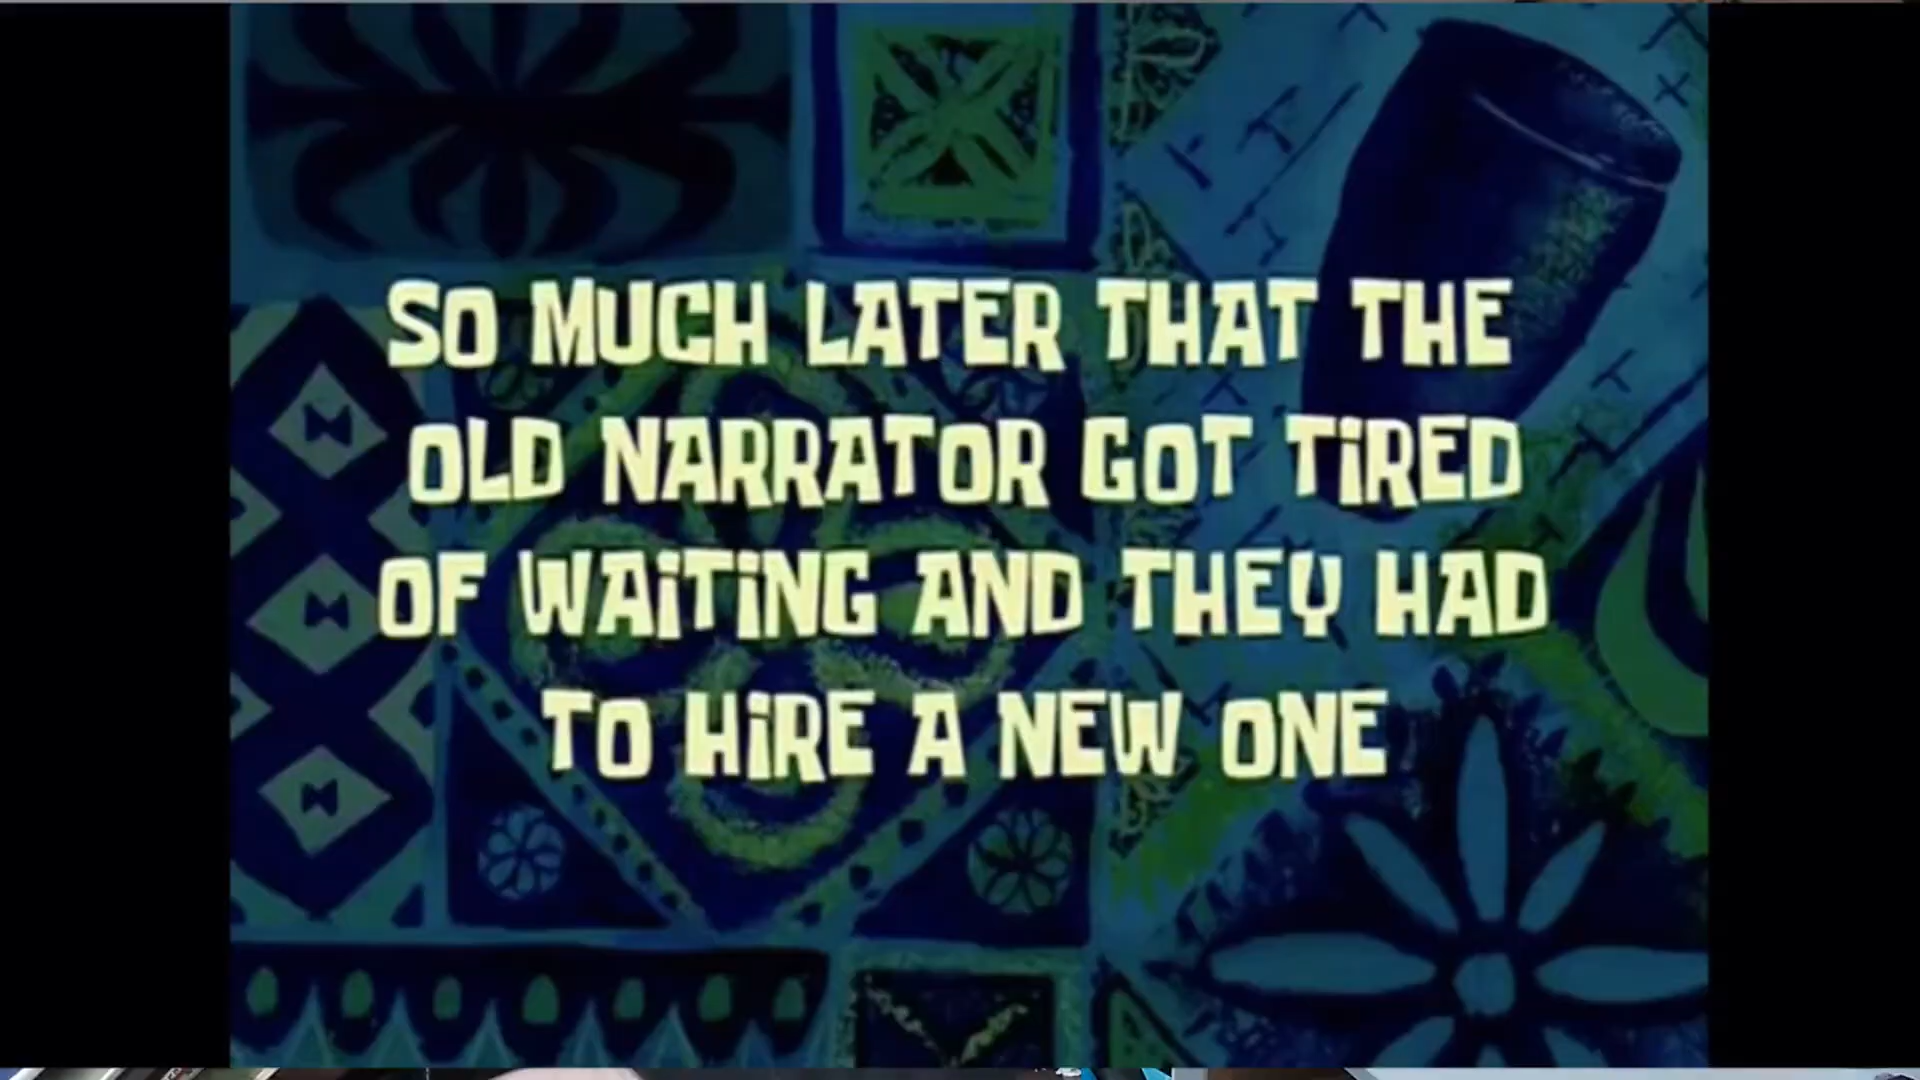 SO MUCH LATER THAT THE
OLD NARRATOR GOT TiRED
OF WAiTiNG AND THEY HAD
TO HiRE A NEW ONE